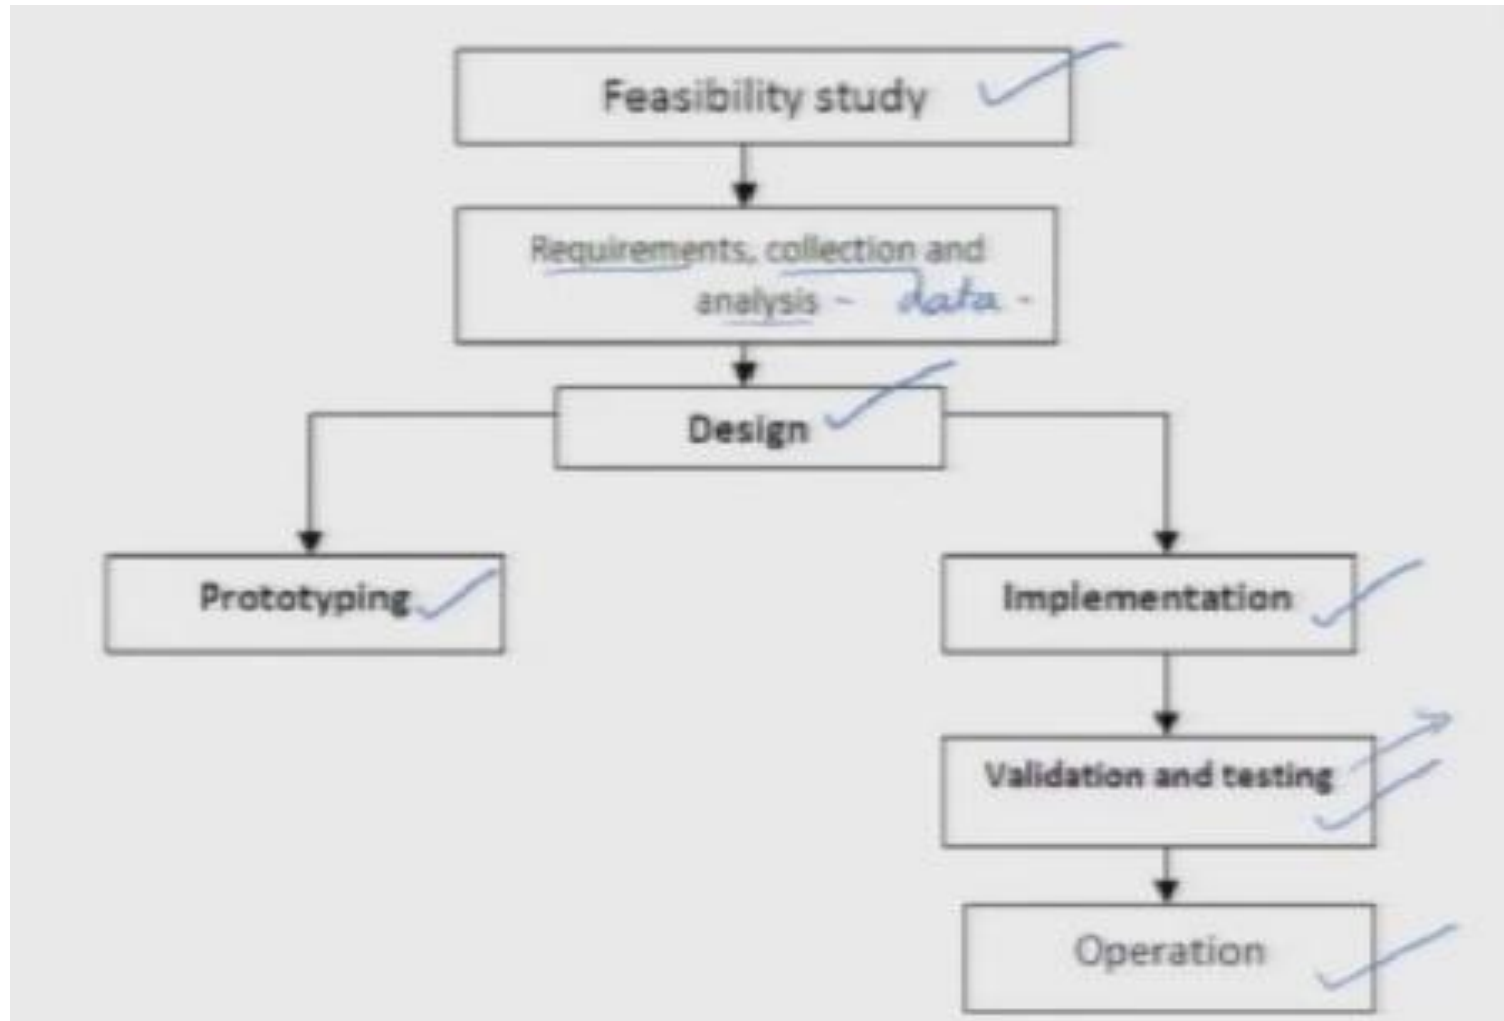 Feasibility study
Requirements, collection and
analysis - data -
Design
Prototyping
Implementation
Validation and testing
Operation